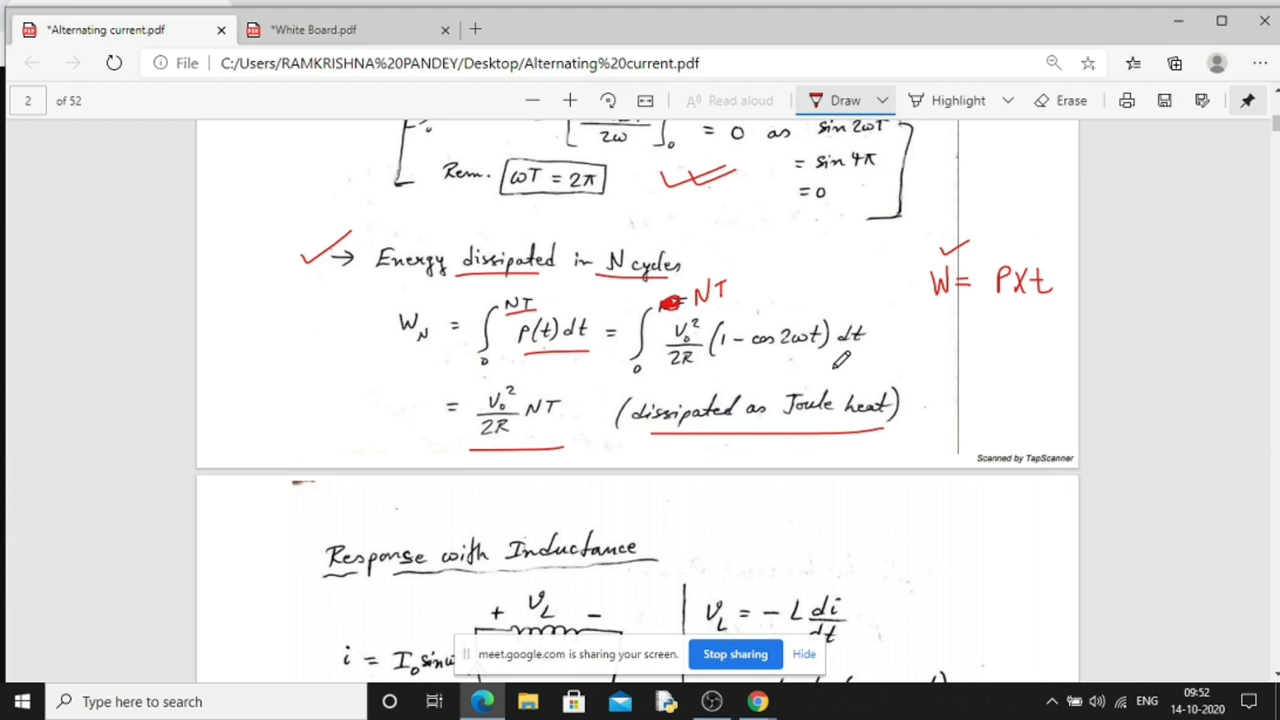 *Alternating current.pdf
*White Board.pdf
File C:/Users/RAMKRISHNA%20PANDEY/Desktop/Alternating%20current.pdf
2 of 52 Read aloud Draw Highlight Erase
2ω ]₀ = 0 as sin 2ωT
= sin 4π
= 0
Rem. ωT = 2π
→ Energy dissipated in N cycles
W = P×t
W_N = ∫₀^NT P(t) dt = ∫₀^NT V₀²/2R (1 - cos 2ωt) dt
= V₀²/2R NT (dissipated as Joule heat)
Scanned by TapScanner
Response with Inductance
+ V_L -
V_L = - L di/dt
i = I₀ sinω
meet.google.com is sharing your screen. Stop sharing Hide
Type here to search
ENG 09:52
14-10-2020